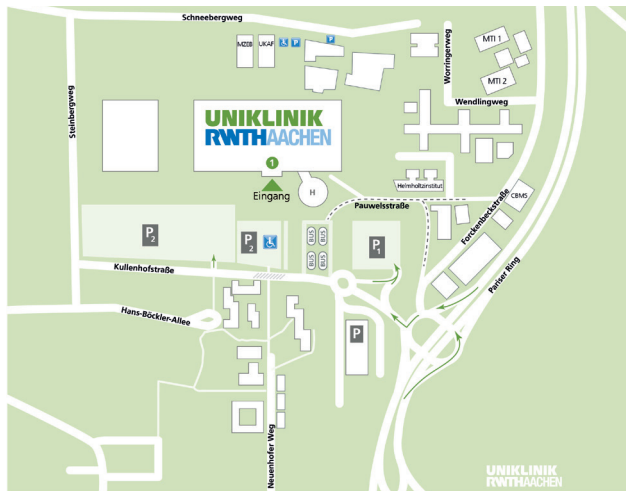 Schneebergweg
MZEB
UKAF
P
P
Steinbergweg
Worringerweg
MTI 1
MTI 2
Wendlingweg
UNIKLINIK
RWTHAACHEN
1
Eingang
H
Helmholtzinstitut
CBMS
Pauwelsstraße
Forckenbeckstraße
Pariser Ring
P2
P2
BUS
BUS
BUS
BUS
P1
Kullenhofstraße
Hans-Böckler-Allee
P
Neuenhofer Weg
UNIKLINIK
RWTHAACHEN